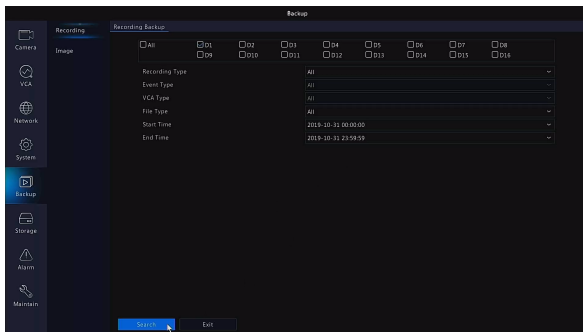 Backup
Recording
Recording Backup
Camera
Image
All D1 D2 D3 D4 D5 D6 D7 D8
D9 D10 D11 D12 D13 D14 D15 D16
Recording Type All
Event Type All
VCA
VCA Type All
File Type All
Network
Start Time 2019-10-31 00:00:00
End Time 2019-10-31 23:59:59
System
Backup
Storage
Alarm
Maintain
Search Exit